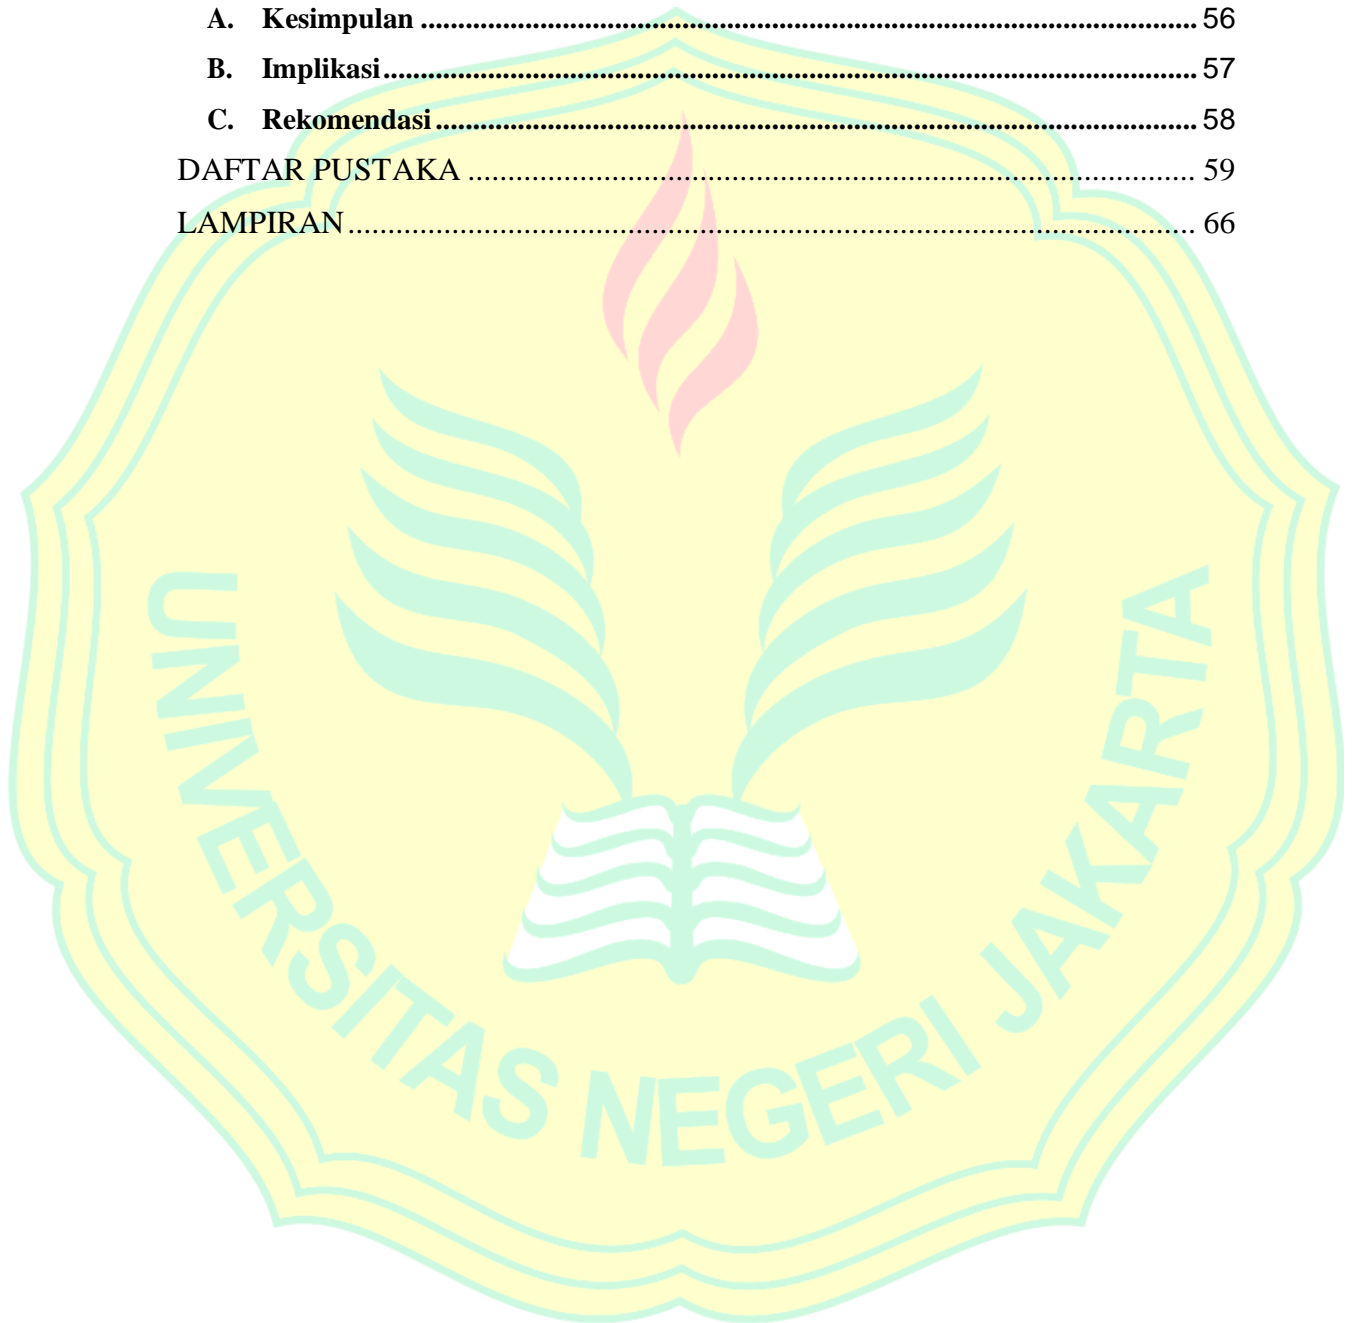 A. Kesimpulan ........................................................................................................ 56
B. Implikasi ............................................................................................................ 57
C. Rekomendasi ...................................................................................................... 58
DAFTAR PUSTAKA ............................................................................................ 59
LAMPIRAN ............................................................................................................ 66
UNIVERSITAS NEGERI JAKARTA